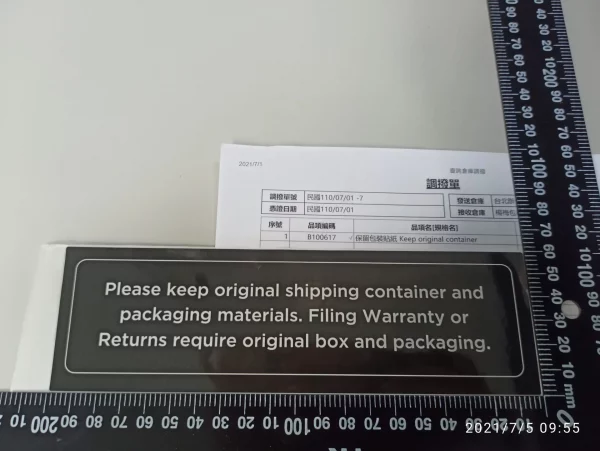 2021/7/1
調撥單
調撥單號 民國110/07/01 -7 發送倉庫
憑證日期 民國110/07/01 接收倉庫
序號 品項編碼 品項名[規格名]
1 B100617 保留包裝貼紙 Keep original container
Please keep original shipping container and
packaging materials. Filing Warranty or
Returns require original box and packaging.
2021/7/5 09:55